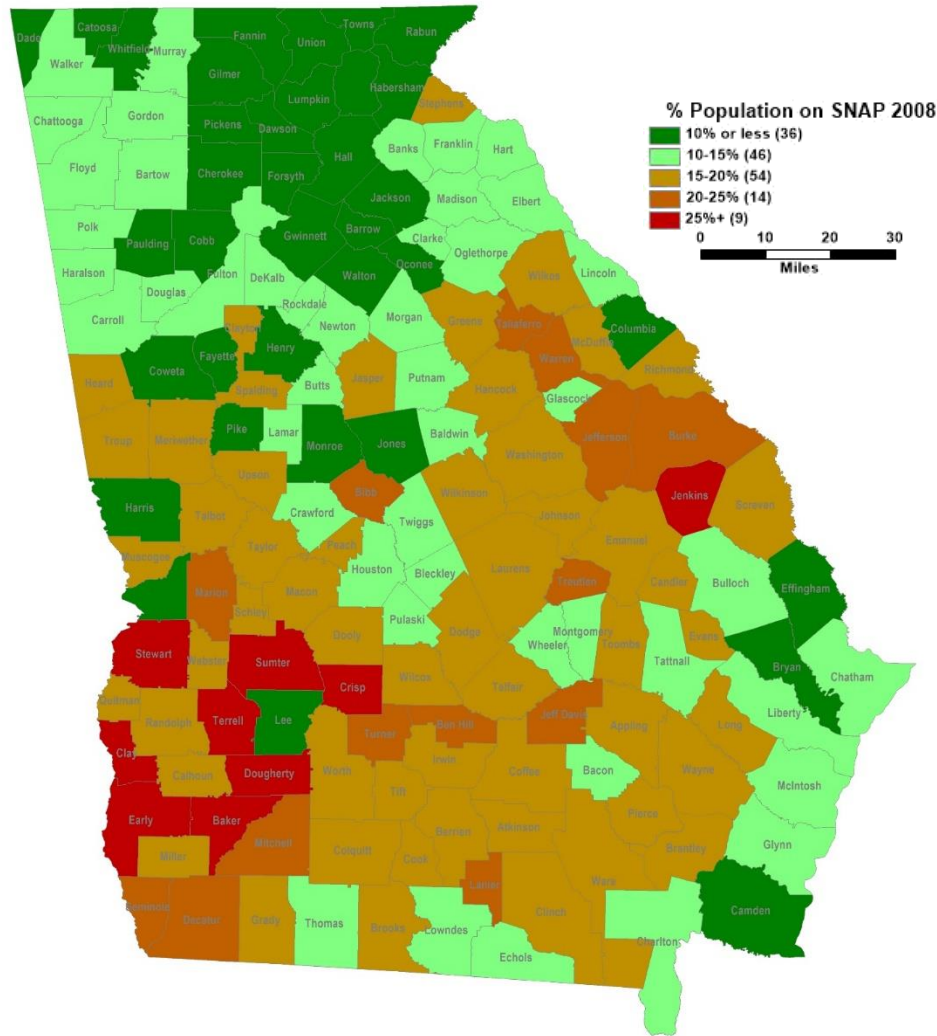 Dade
Catoosa
Whitfield
Murray
Fannin
Union
Towns
Rabun
Walker
Gilmer
Habersham
Lumpkin
Stephens
Chattooga
Gordon
Pickens
Dawson
Banks
Franklin
Hart
Hall
Floyd
Bartow
Cherokee
Forsyth
Jackson
Madison
Elbert
Polk
Paulding
Cobb
Gwinnett
Barrow
Clarke
Oglethorpe
Oconee
Haralson
Fulton
DeKalb
Walton
Wilkes
Lincoln
Douglas
Rockdale
Carroll
Newton
Morgan
Greene
Taliaferro
Columbia
Clayton
Henry
McDuffie
Warren
Fayette
Coweta
Heard
Spalding
Butts
Jasper
Putnam
Hancock
Glascock
Richmond
Troup
Meriwether
Pike
Lamar
Monroe
Jones
Baldwin
Jefferson
Burke
Washington
Upson
Bibb
Wilkinson
Jenkins
Screven
Harris
Talbot
Crawford
Twiggs
Johnson
Emanuel
Muscogee
Taylor
Peach
Houston
Bleckley
Laurens
Treutlen
Candler
Bulloch
Effingham
Marion
Schley
Macon
Pulaski
Dodge
Dooly
Montgomery
Wheeler
Toombs
Evans
Tattnall
Bryan
Chatham
Stewart
Webster
Sumter
Crisp
Wilcox
Telfair
Liberty
Quitman
Randolph
Terrell
Lee
Turner
Ben Hill
Jeff Davis
Appling
Long
Clay
Calhoun
Dougherty
Worth
Irwin
Coffee
Bacon
Wayne
McIntosh
Tift
Early
Baker
Mitchell
Berrien
Atkinson
Pierce
Brantley
Glynn
Miller
Colquitt
Cook
Ware
Lanier
Camden
Seminole
Decatur
Grady
Thomas
Brooks
Lowndes
Clinch
Echols
Charlton
% Population on SNAP 2008
10% or less (36)
10-15% (46)
15-20% (54)
20-25% (14)
25%+ (9)
0 10 20 30
Miles